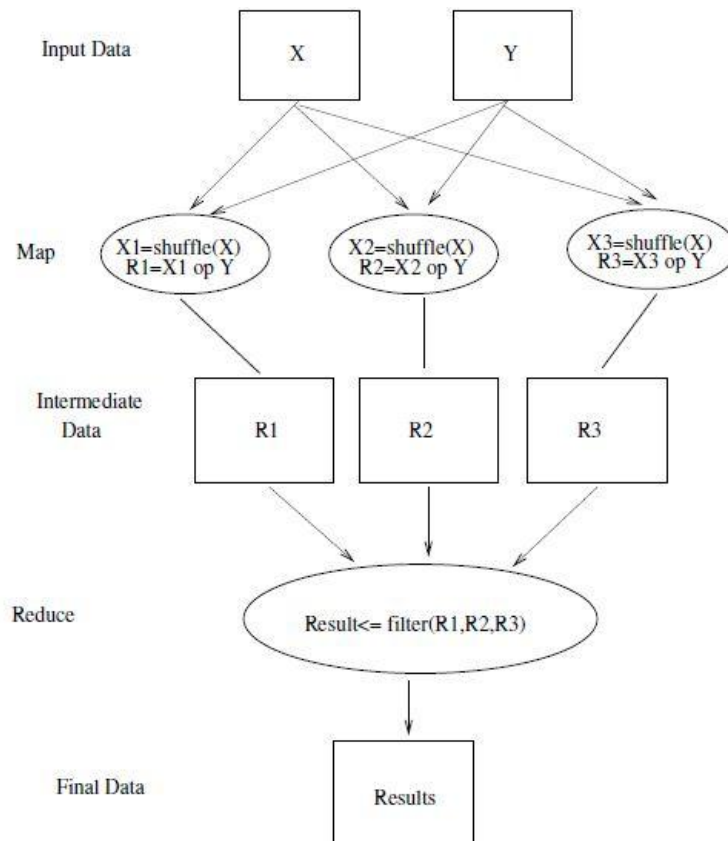 Input Data
X
Y
Map
X1=shuffle(X)
R1=X1 op Y
X2=shuffle(X)
R2=X2 op Y
X3=shuffle(X)
R3=X3 op Y
Intermediate
Data
R1
R2
R3
Reduce
Result<= filter(R1,R2,R3)
Final Data
Results